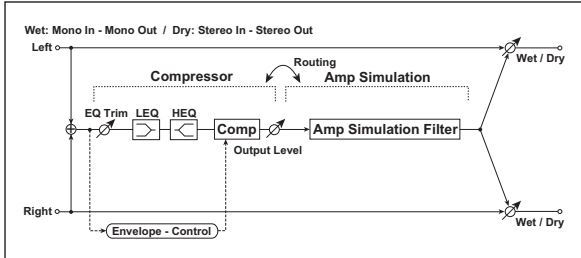 Wet: Mono In - Mono Out / Dry: Stereo In - Stereo Out
Left
Wet / Dry
Routing
Compressor
Amp Simulation
EQ Trim
LEQ
HEQ
Comp
Amp Simulation Filter
Output Level
Right
Wet / Dry
Envelope - Control